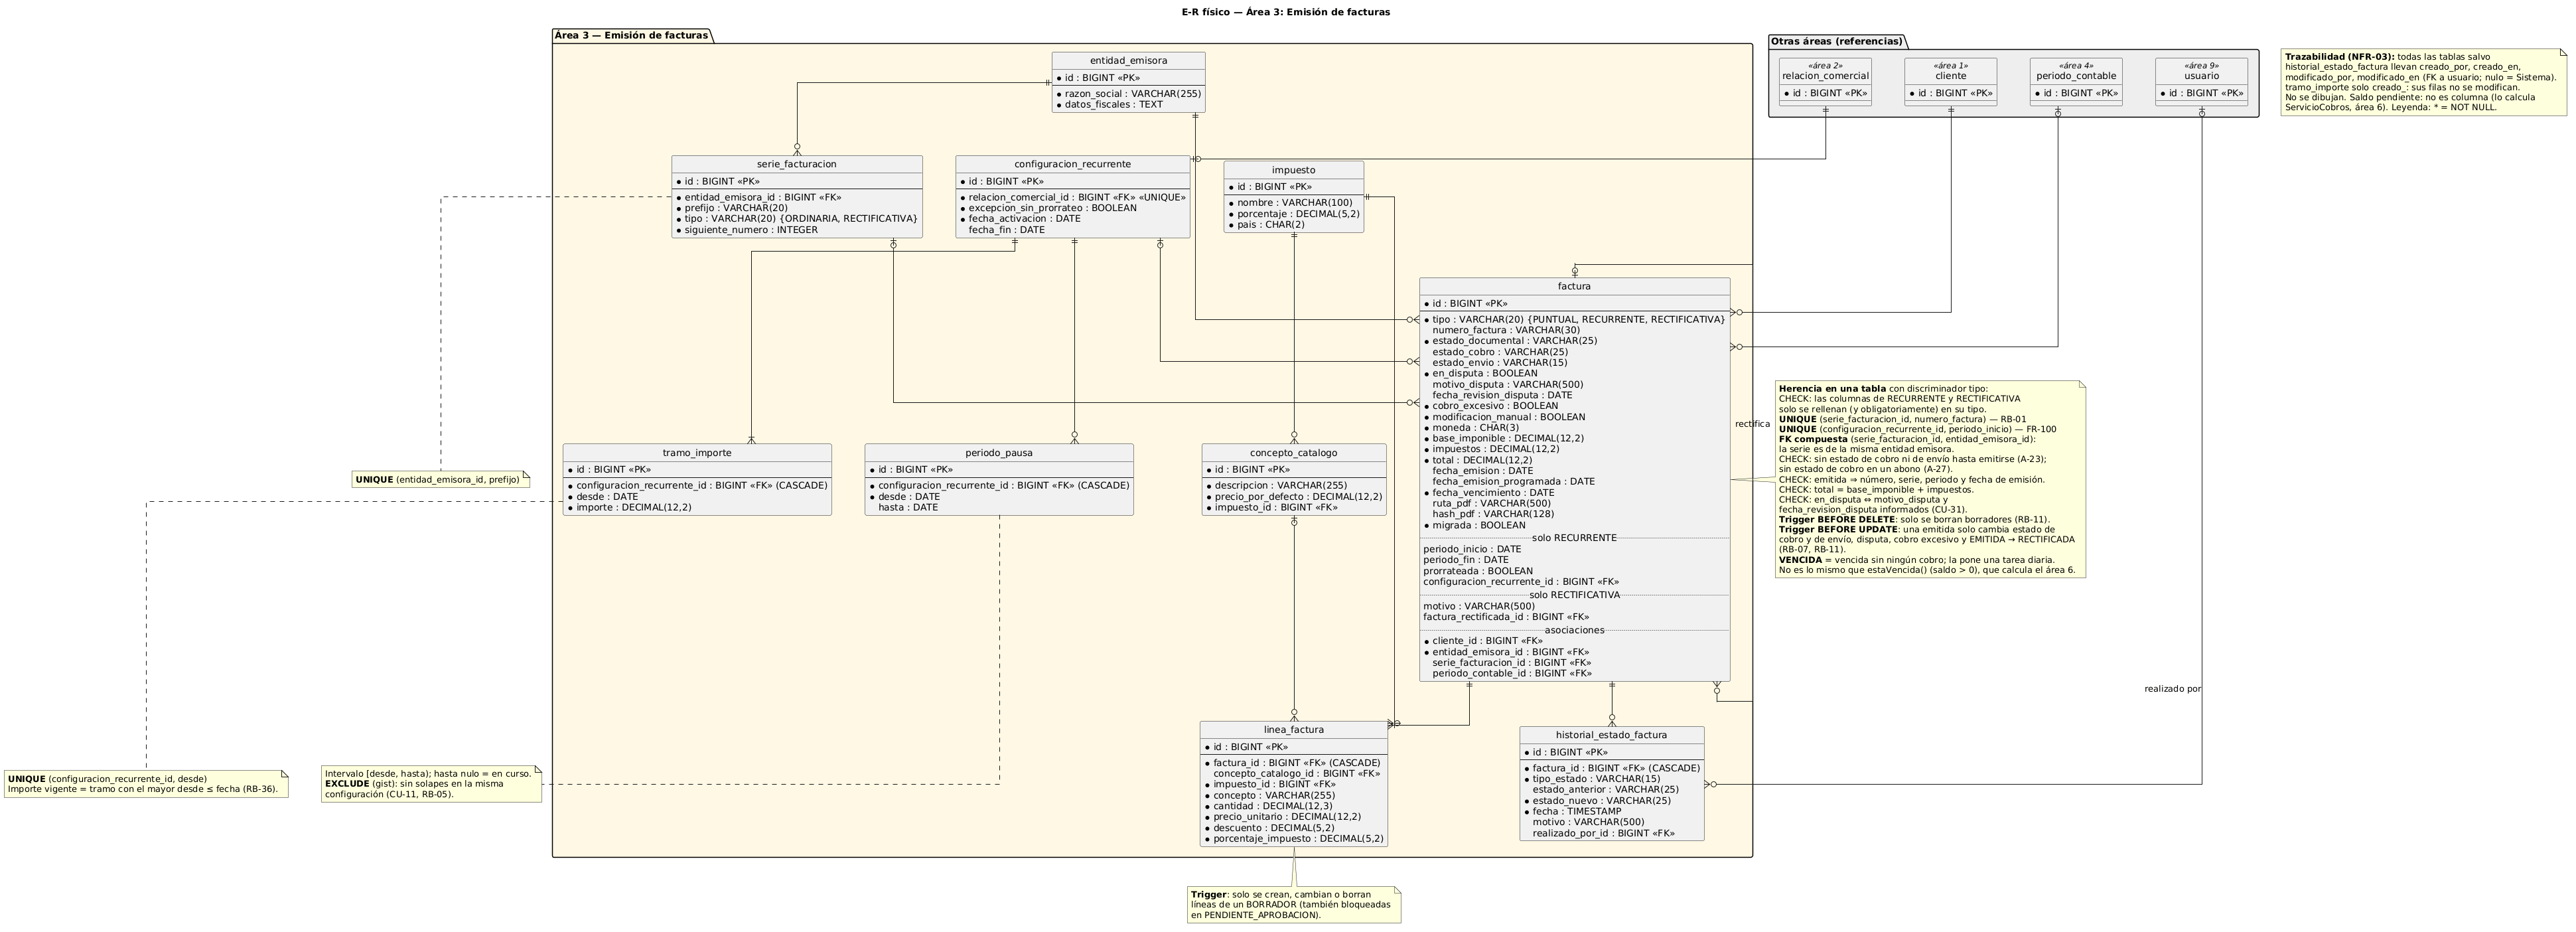 E-R físico — Área 3: Emisión de facturas
Área 3 — Emisión de facturas
entidad_emisora
id : BIGINT «PK»
razon_social : VARCHAR(255)
datos_fiscales : TEXT
Otras áreas (referencias)
«área 2»
relacion_comercial
id : BIGINT «PK»
«área 1»
cliente
id : BIGINT «PK»
«área 4»
periodo_contable
id : BIGINT «PK»
«área 9»
usuario
id : BIGINT «PK»
Trazabilidad (NFR-03): todas las tablas salvo
historial_estado_factura llevan creado_por, creado_en,
modificado_por, modificado_en (FK a usuario; nulo = Sistema).
tramo_importe solo creado_: sus filas no se modifican.
No se dibujan. Saldo pendiente: no es columna (lo calcula
ServicioCobros, área 6). Leyenda: * = NOT NULL.
serie_facturacion
id : BIGINT «PK»
entidad_emisora_id : BIGINT «FK»
prefijo : VARCHAR(20)
tipo : VARCHAR(20) {ORDINARIA, RECTIFICATIVA}
siguiente_numero : INTEGER
configuracion_recurrente
id : BIGINT «PK»
relacion_comercial_id : BIGINT «FK» «UNIQUE»
excepcion_sin_prorrateo : BOOLEAN
fecha_activacion : DATE
fecha_fin : DATE
impuesto
id : BIGINT «PK»
nombre : VARCHAR(100)
porcentaje : DECIMAL(5,2)
pais : CHAR(2)
factura
id : BIGINT «PK»
tipo : VARCHAR(20) {PUNTUAL, RECURRENTE, RECTIFICATIVA}
numero_factura : VARCHAR(30)
estado_documental : VARCHAR(25)
estado_cobro : VARCHAR(25)
estado_envio : VARCHAR(15)
en_disputa : BOOLEAN
motivo_disputa : VARCHAR(500)
fecha_revision_disputa : DATE
cobro_excesivo : BOOLEAN
modificacion_manual : BOOLEAN
moneda : CHAR(3)
base_imponible : DECIMAL(12,2)
impuestos : DECIMAL(12,2)
total : DECIMAL(12,2)
fecha_emision : DATE
fecha_emision_programada : DATE
fecha_vencimiento : DATE
ruta_pdf : VARCHAR(500)
hash_pdf : VARCHAR(128)
migrada : BOOLEAN
solo RECURRENTE
periodo_inicio : DATE
periodo_fin : DATE
prorrateada : BOOLEAN
configuracion_recurrente_id : BIGINT «FK»
solo RECTIFICATIVA
motivo : VARCHAR(500)
factura_rectificada_id : BIGINT «FK»
asociaciones
cliente_id : BIGINT «FK»
entidad_emisora_id : BIGINT «FK»
serie_facturacion_id : BIGINT «FK»
periodo_contable_id : BIGINT «FK»
rectifica
Herencia en una tabla con discriminador tipo:
CHECK: las columnas de RECURRENTE y RECTIFICATIVA
solo se rellenan (y obligatoriamente) en su tipo.
UNIQUE (serie_facturacion_id, numero_factura) — RB-01
UNIQUE (configuracion_recurrente_id, periodo_inicio) — FR-100
FK compuesta (serie_facturacion_id, entidad_emisora_id):
la serie es de la misma entidad emisora.
CHECK: sin estado de cobro ni de envío hasta emitirse (A-23);
sin estado de cobro en un abono (A-27).
CHECK: emitida ⇒ número, serie, periodo y fecha de emisión.
CHECK: total = base_imponible + impuestos.
CHECK: en_disputa ⇔ motivo_disputa y
fecha_revision_disputa informados (CU-31).
Trigger BEFORE DELETE: solo se borran borradores (RB-11).
Trigger BEFORE UPDATE: una emitida solo cambia estado de
cobro y de envío, disputa, cobro excesivo y EMITIDA → RECTIFICADA
(RB-07, RB-11).
VENCIDA = vencida sin ningún cobro; la pone una tarea diaria.
No es lo mismo que estaVencida() (saldo > 0), que calcula el área 6.
UNIQUE (entidad_emisora_id, prefijo)
tramo_importe
id : BIGINT «PK»
configuracion_recurrente_id : BIGINT «FK» (CASCADE)
desde : DATE
importe : DECIMAL(12,2)
periodo_pausa
id : BIGINT «PK»
configuracion_recurrente_id : BIGINT «FK» (CASCADE)
desde : DATE
hasta : DATE
concepto_catalogo
id : BIGINT «PK»
descripcion : VARCHAR(255)
precio_por_defecto : DECIMAL(12,2)
impuesto_id : BIGINT «FK»
realizado por
UNIQUE (configuracion_recurrente_id, desde)
Importe vigente = tramo con el mayor desde ≤ fecha (RB-36).
Intervalo [desde, hasta); hasta nulo = en curso.
EXCLUDE (gist): sin solapes en la misma
configuración (CU-11, RB-05).
linea_factura
id : BIGINT «PK»
factura_id : BIGINT «FK» (CASCADE)
concepto_catalogo_id : BIGINT «FK»
impuesto_id : BIGINT «FK»
concepto : VARCHAR(255)
cantidad : DECIMAL(12,3)
precio_unitario : DECIMAL(12,2)
descuento : DECIMAL(5,2)
porcentaje_impuesto : DECIMAL(5,2)
historial_estado_factura
id : BIGINT «PK»
factura_id : BIGINT «FK» (CASCADE)
tipo_estado : VARCHAR(15)
estado_anterior : VARCHAR(25)
estado_nuevo : VARCHAR(25)
fecha : TIMESTAMP
motivo : VARCHAR(500)
realizado_por_id : BIGINT «FK»
Trigger: solo se crean, cambian o borran
líneas de un BORRADOR (también bloqueadas
en PENDIENTE_APROBACION).